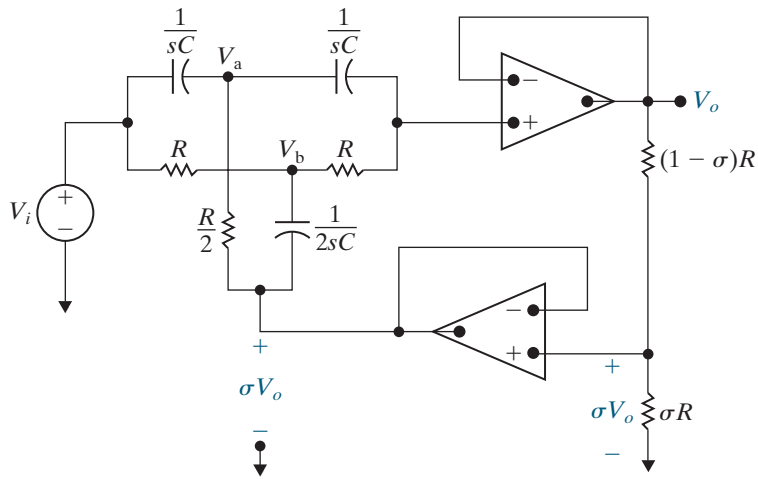 1/sC
1/sC
V_a
V_o
−
+
R
V_b
R
(1 − σ)R
V_i
+
−
R/2
1/2sC
−
+
+
+
σV_o
σV_o
σR
−
−